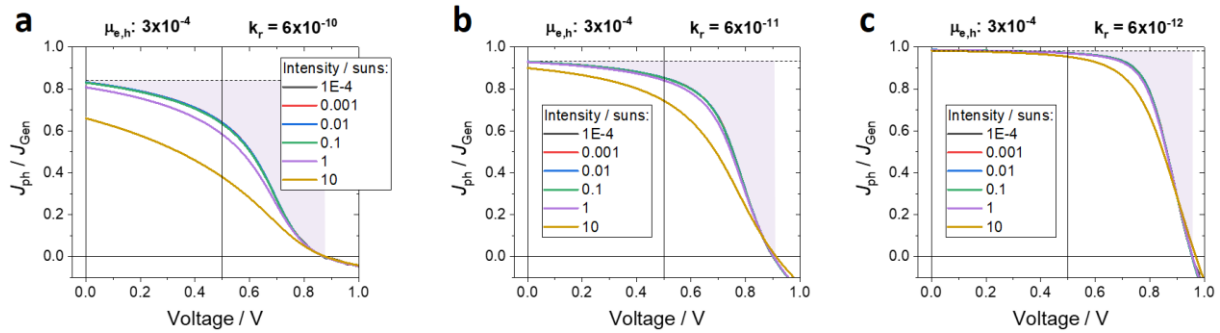 a
μe,h: 3x10-4 kr = 6x10-10
Jph / JGen
1.0
0.8
0.6
0.4
0.2
0.0
Intensity / suns:
1E-4
0.001
0.01
0.1
1
10
0.0 0.2 0.4 0.6 0.8 1.0
Voltage / V
b
μe,h: 3x10-4 kr = 6x10-11
Jph / JGen
1.0
0.8
0.6
0.4
0.2
0.0
Intensity / suns:
1E-4
0.001
0.01
0.1
1
10
0.0 0.2 0.4 0.6 0.8 1.0
Voltage / V
c
μe,h: 3x10-4 kr = 6x10-12
Jph / JGen
1.0
0.8
0.6
0.4
0.2
0.0
Intensity / suns:
1E-4
0.001
0.01
0.1
1
10
0.0 0.2 0.4 0.6 0.8 1.0
Voltage / V